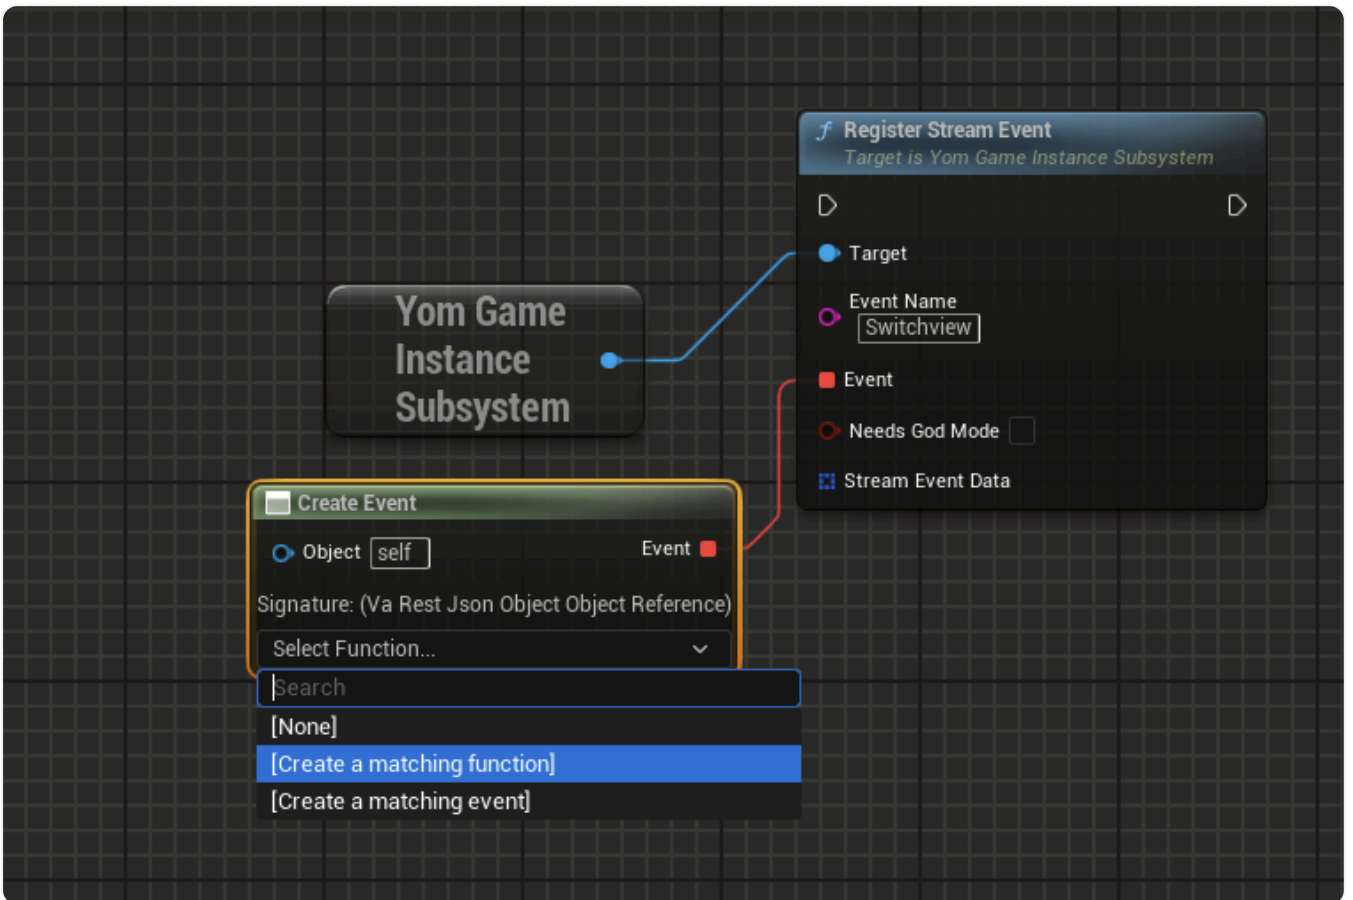 Register Stream Event
Target is Yom Game Instance Subsystem
Target
Event Name
Switchview
Event
Needs God Mode
Stream Event Data
Yom Game
Instance
Subsystem
Create Event
Object self Event
Signature: (Va Rest Json Object Object Reference)
Select Function...
Search
[None]
[Create a matching function]
[Create a matching event]